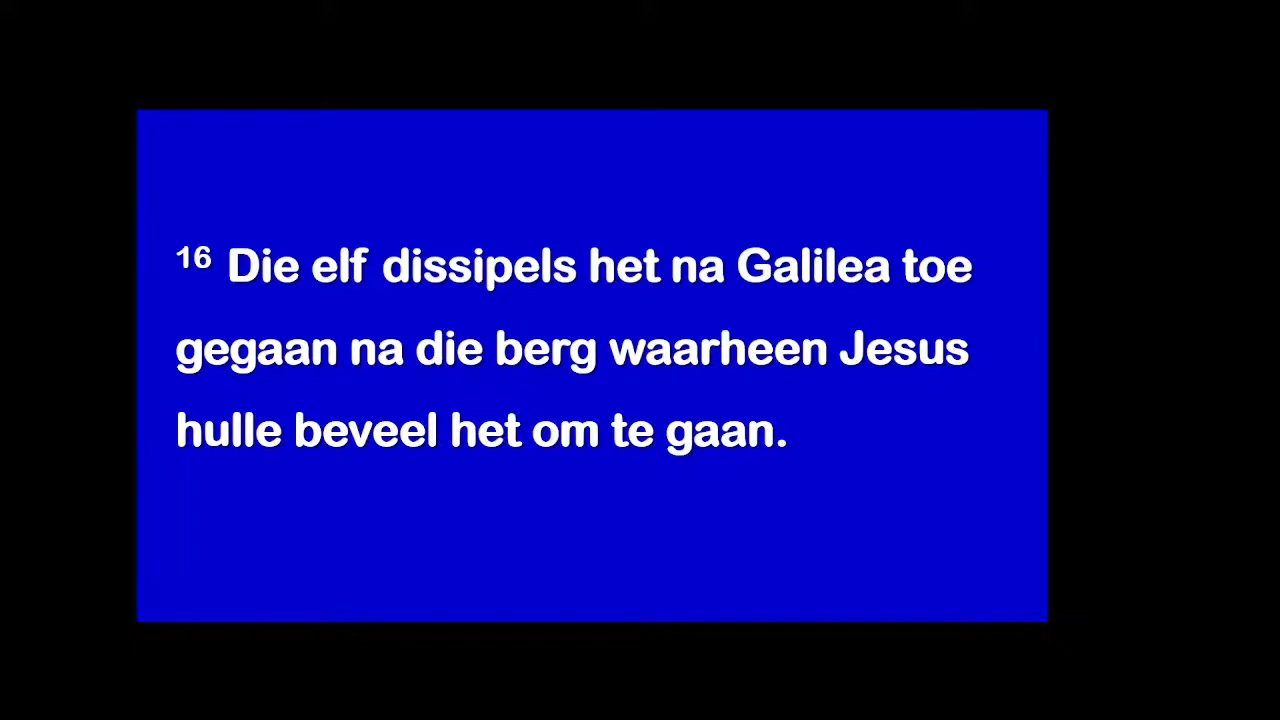 16 Die elf dissipels het na Galilea toe
gegaan na die berg waarheen Jesus
hulle beveel het om te gaan.